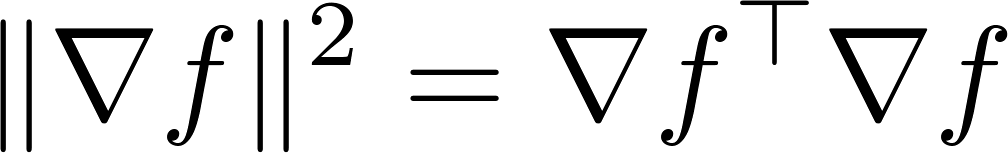 ‖∇f‖² = ∇f⊤∇f